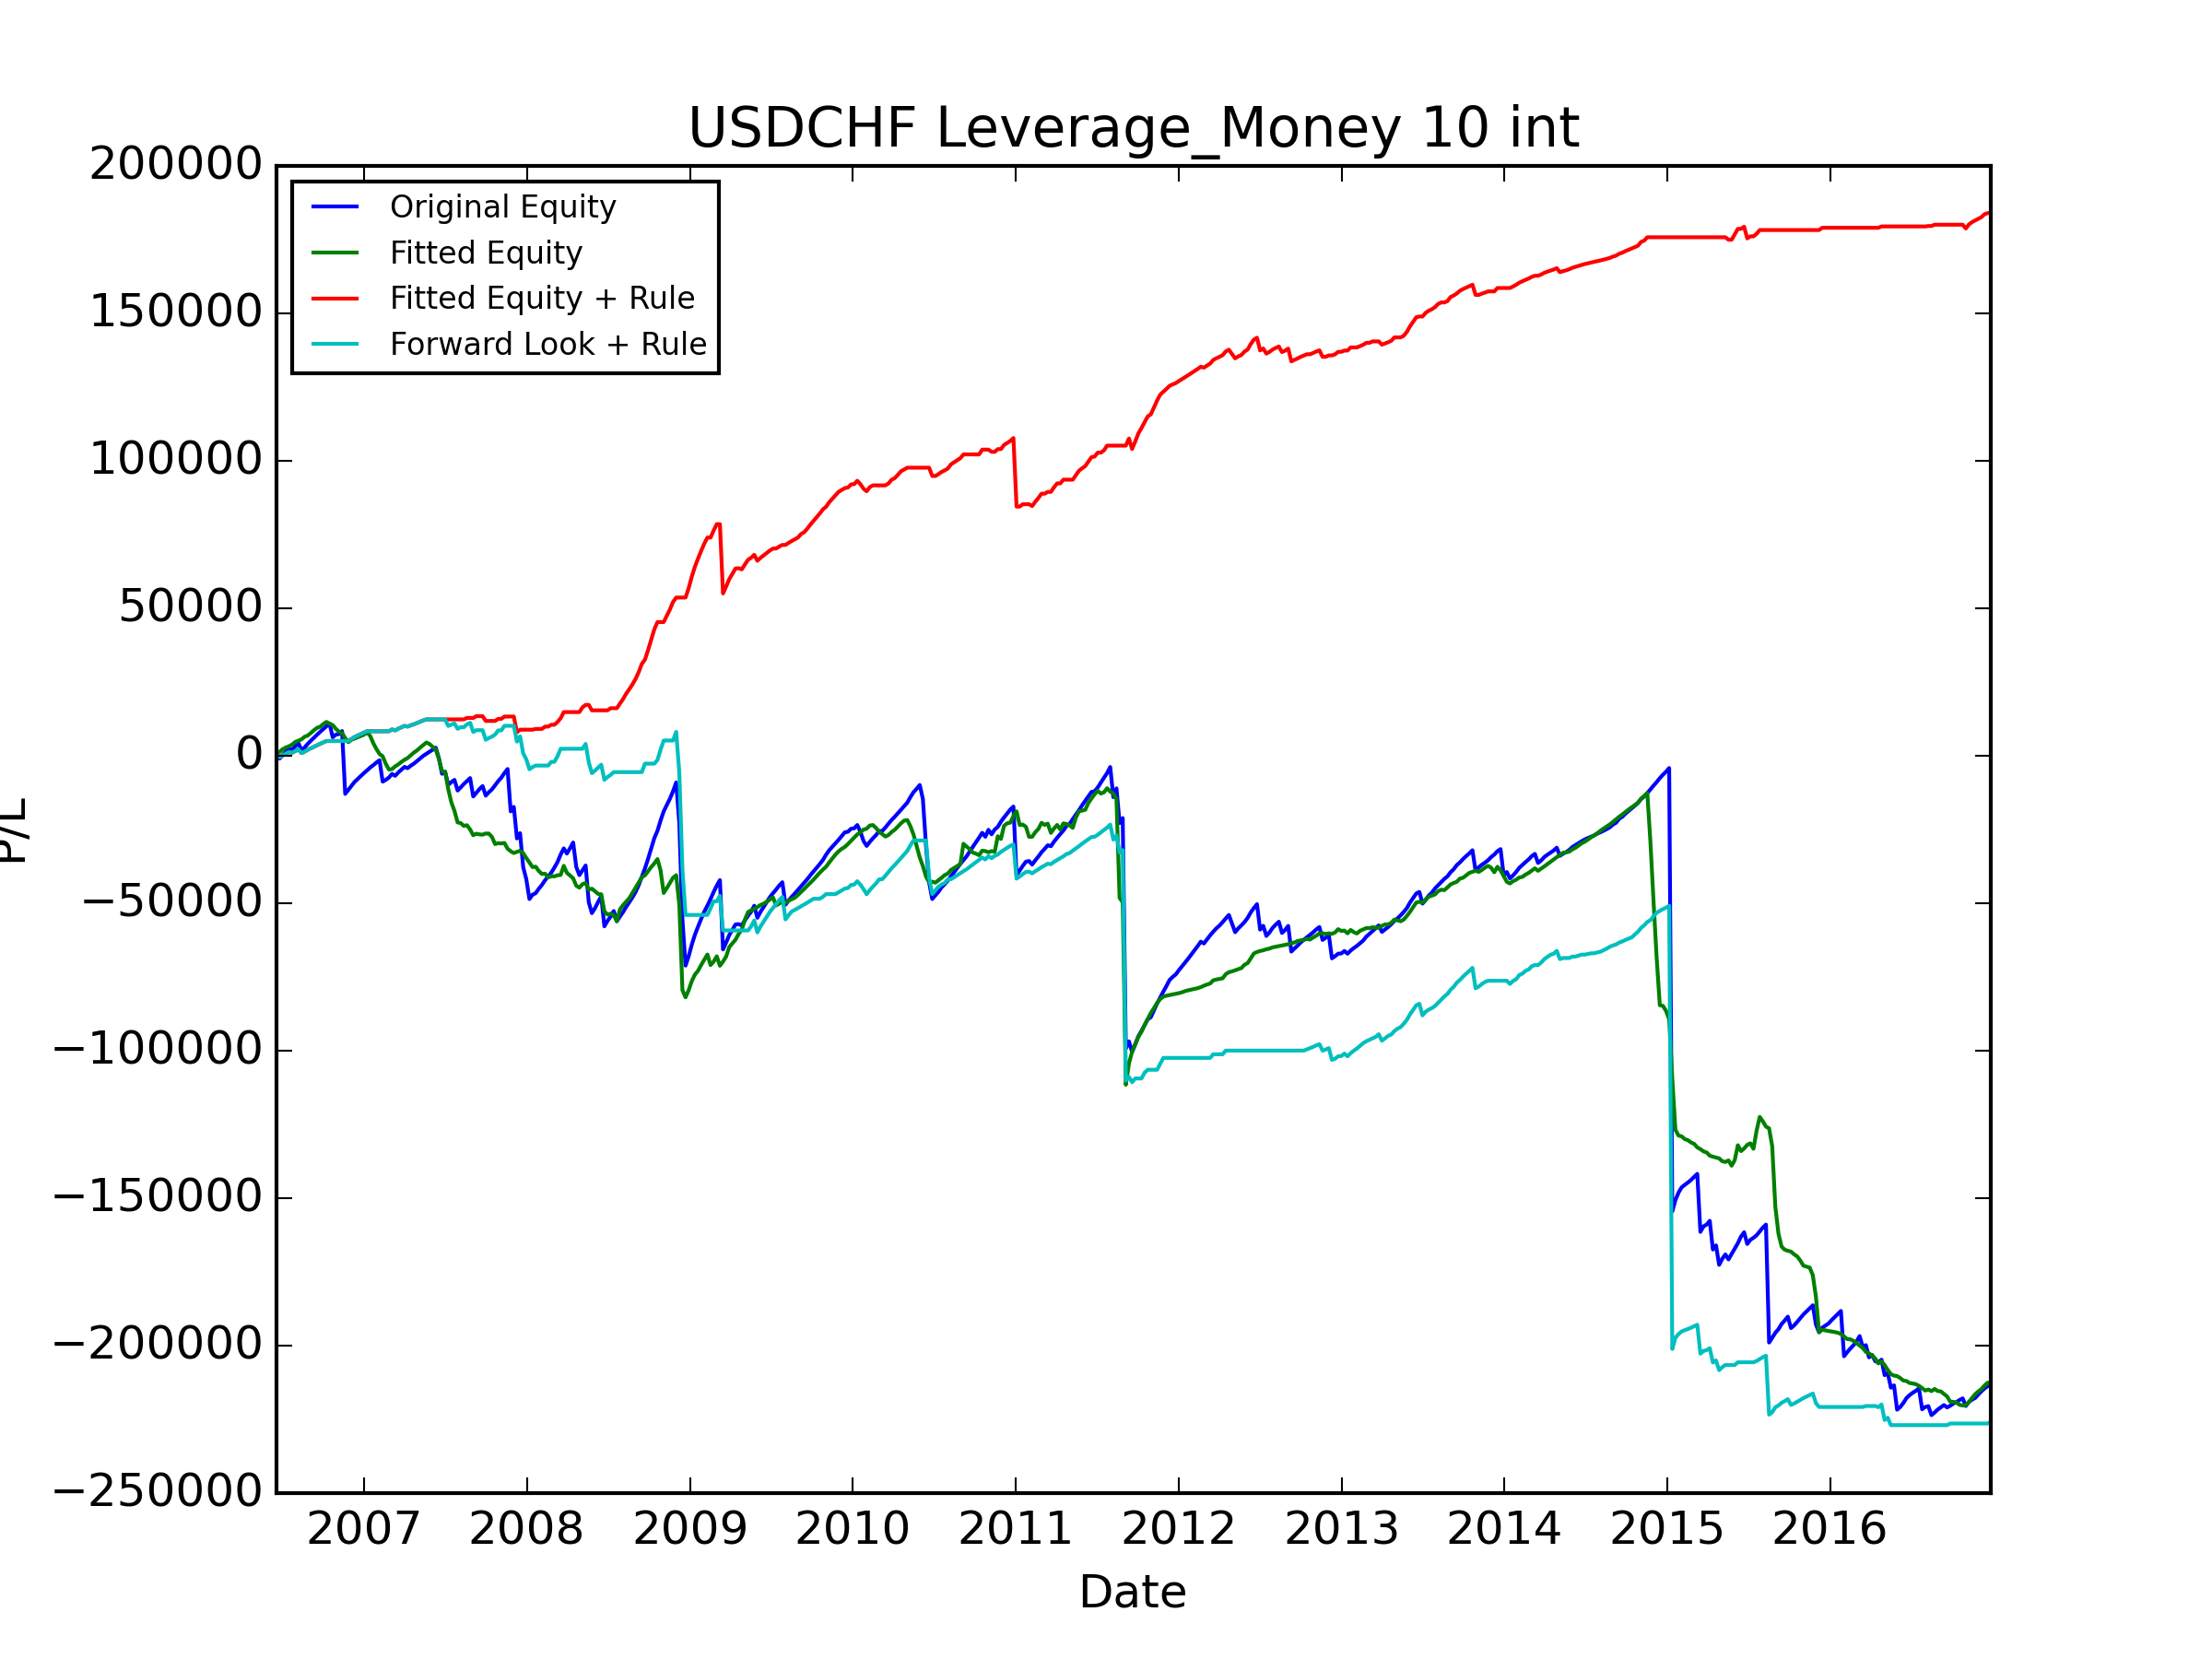 USDCHF Leverage_Money 10 int
200000
150000
100000
50000
0
−50000
−100000
−150000
−200000
−250000
P/L
Original Equity
Fitted Equity
Fitted Equity + Rule
Forward Look + Rule
2007 2008 2009 2010 2011 2012 2013 2014 2015 2016
Date